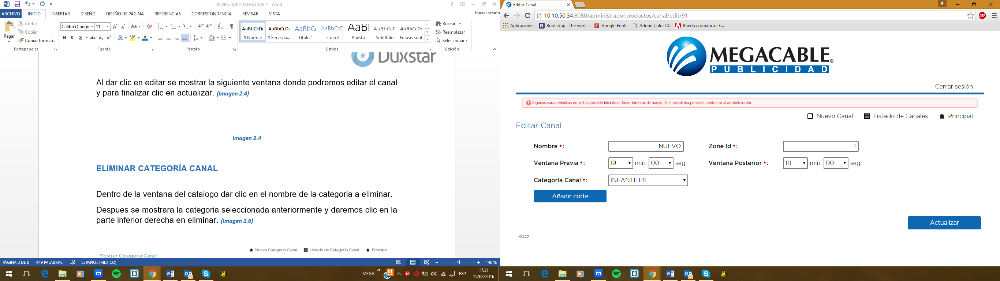 INVENTARIO MEGACABLE - Word
ARCHIVO INICIO INSERTAR DISEÑO DISEÑO DE PÁGINA REFERENCIAS CORRESPONDENCIA REVISAR VISTA Iniciar sesión
Pegar
Cortar
Copiar
Copiar formato
Portapapeles
Calibri (Cuerpo 11
N K S abc x₂ x²
Fuente
Párrafo
AaBbCcDc AaBbCcDc AaBbCc AaBbCcD AaBl AaBbCcD AaBbCcDc
¶ Normal ¶ Sin espa... Título 1 Título 2 Puesto Subtítulo Énfasis sutil
Estilos
Buscar
Reemplazar
Seleccionar
Edición
Duxstar
Al dar clic en editar se mostrar la siguiente ventana donde podremos editar el canal
y para finalizar clic en actualizar. (Imagen 2.4)
Imagen 2.4
ELIMINAR CATEGORÍA CANAL
Dentro de la ventana del catalogo dar clic en el nombre de la categoria a eliminar.
Despues se mostrara la categoria seleccionada anteriormente y daremos clic en la
parte inferior derecha en eliminar. (Imagen 1.6)
Nueva Categoría Canal Listado de Categoría Canal Principal
Mostrar Categoría Canal
PÁGINA 8 DE 8 449 PALABRAS ESPAÑOL (MÉXICO) 140 %
MEGA » ESP 17:31
15/02/2016
Editar Canal
10.10.50.34:8080/administradorproductos/canal/edit/91
ABP
Aplicaciones Bootstrap · The worl... Google Fonts Adobe Color CC Rueda cromática | E...
MEGACABLE®
PUBLICIDAD
Cerrar sesión
Algunas características no se han podido inicializar, favor intentar de nuevo. Si el problema persiste, contactar al administrador.
Nuevo Canal Listado de Canales Principal
Editar Canal
Nombre *: NUEVO Zone Id *: 1
Ventana Previa *: 19 min. 00 seg. Ventana Posterior *: 18 min. 00 seg.
Categoría Canal *: INFANTILES
Añadir corte
Actualizar
0.1.22